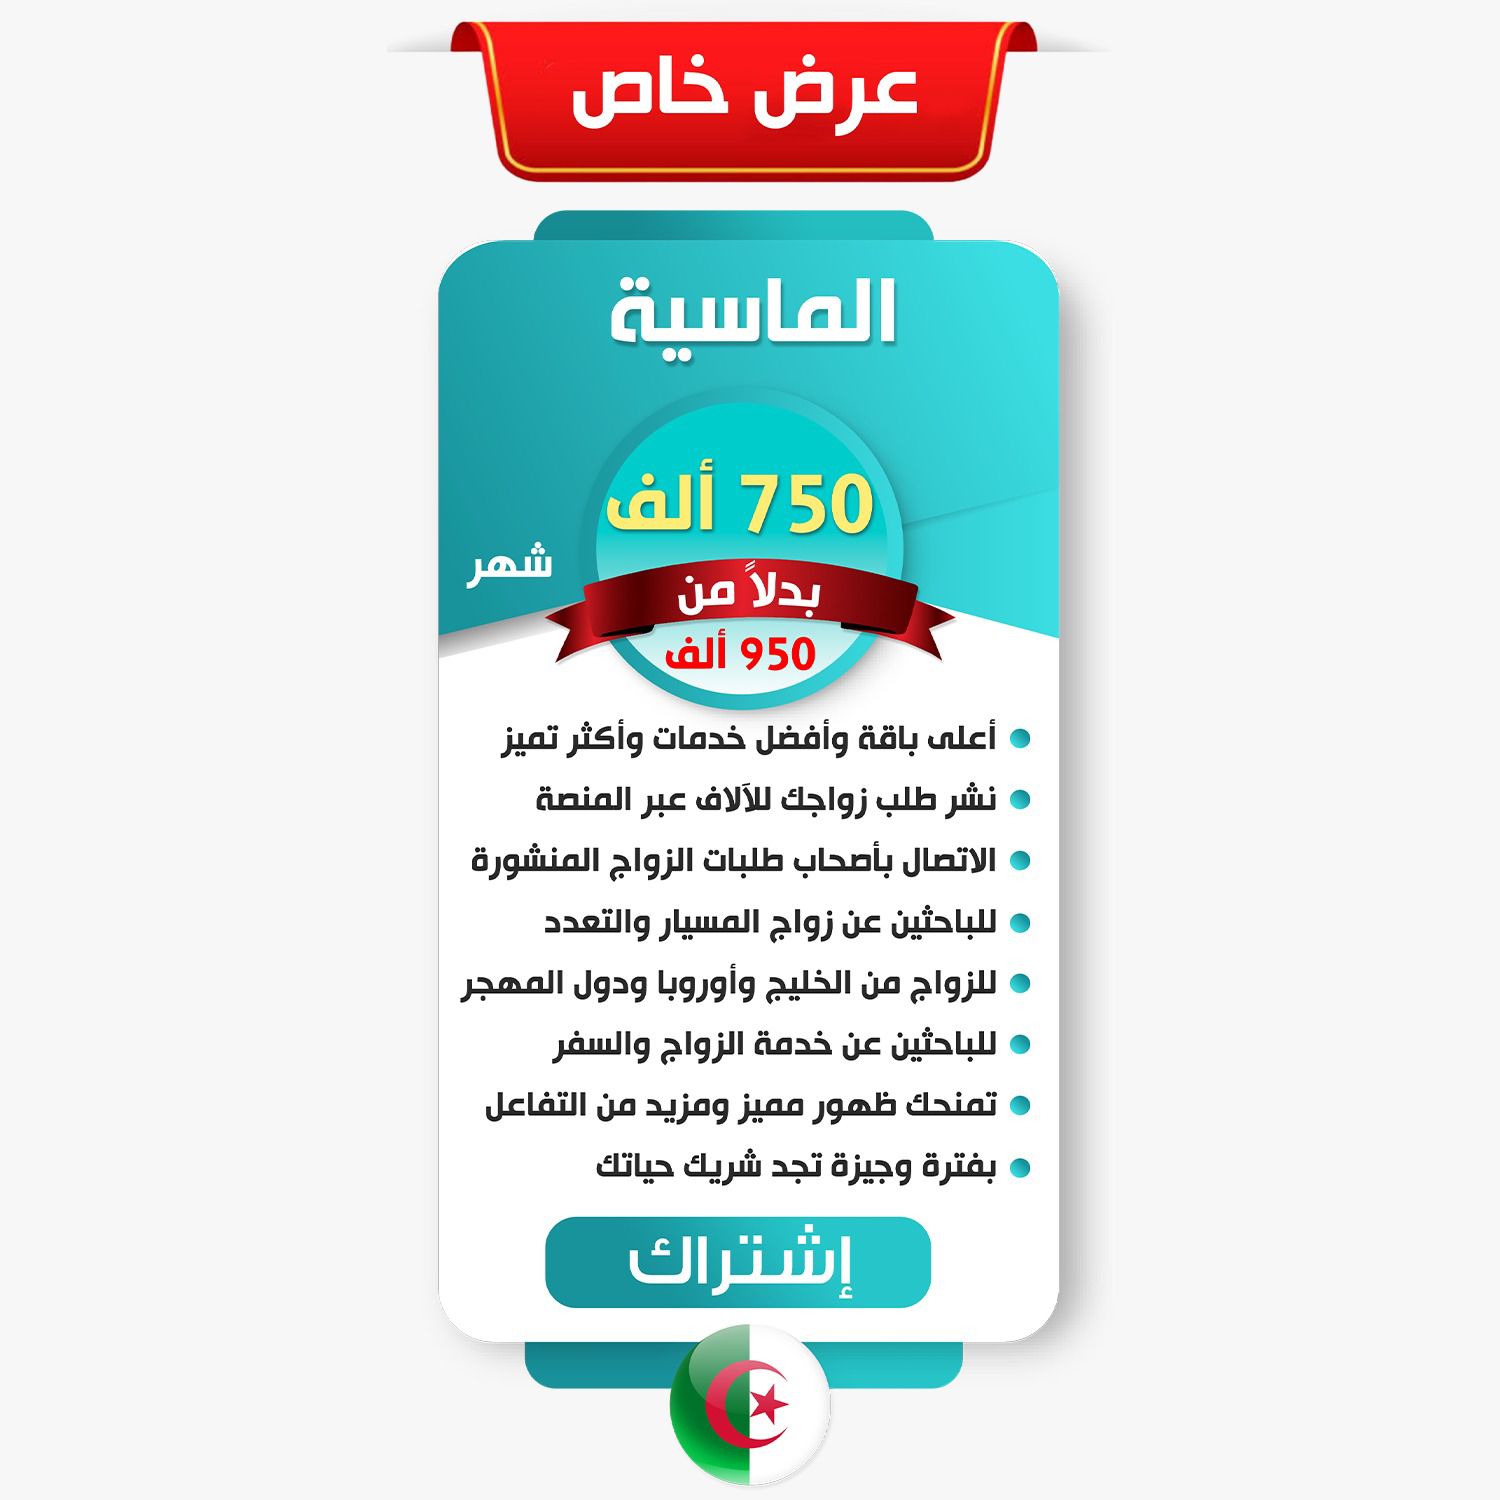 عرض خاص
الماسية
750 ألف
شهر
بدلاً من
950 ألف
أعلى باقة وأفضل خدمات وأكثر تميز
نشر طلب زواجك للآلاف عبر المنصة
الاتصال بأصحاب طلبات الزواج المنشورة
للباحثين عن زواج المسيار والتعدد
للزواج من الخليج وأوروبا ودول المهجر
للباحثين عن خدمة الزواج والسفر
تمنحك ظهور مميز ومزيد من التفاعل
بفترة وجيزة تجد شريك حياتك
إشتراك